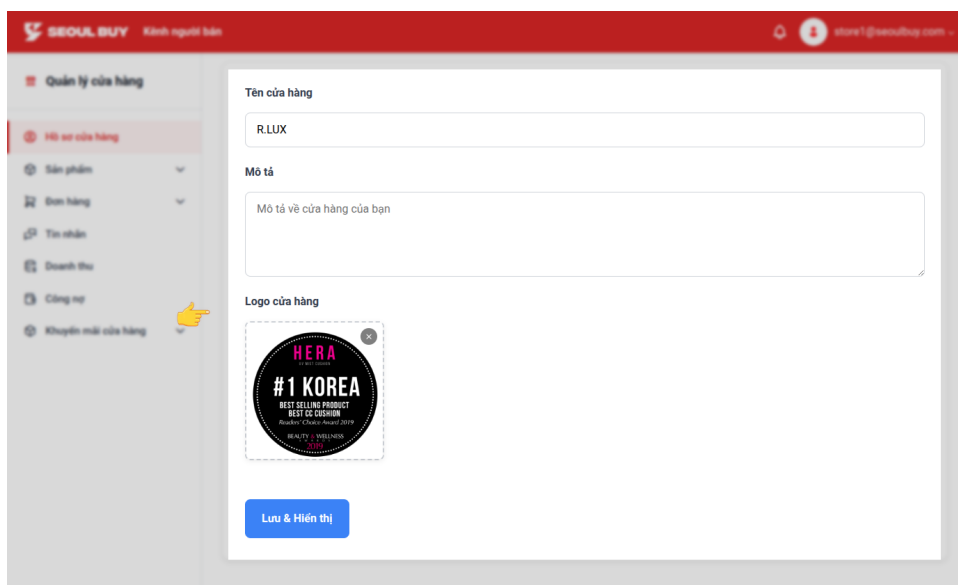 SEOUL BUY Kênh người bán store1@seoulbuy.com
Quản lý cửa hàng
Hồ sơ cửa hàng
Sản phẩm
Đơn hàng
Tin nhắn
Doanh thu
Công nợ
Khuyến mãi cửa hàng
Tên cửa hàng
R.LUX
Mô tả
Mô tả về cửa hàng của bạn
Logo cửa hàng
HERA
#1 KOREA
BEST SELLING PRODUCT
BEST CC CUSHION
Readers' Choice Award 2019
BEAUTY & WELLNESS
AWARDS
2019
Lưu & Hiển thị